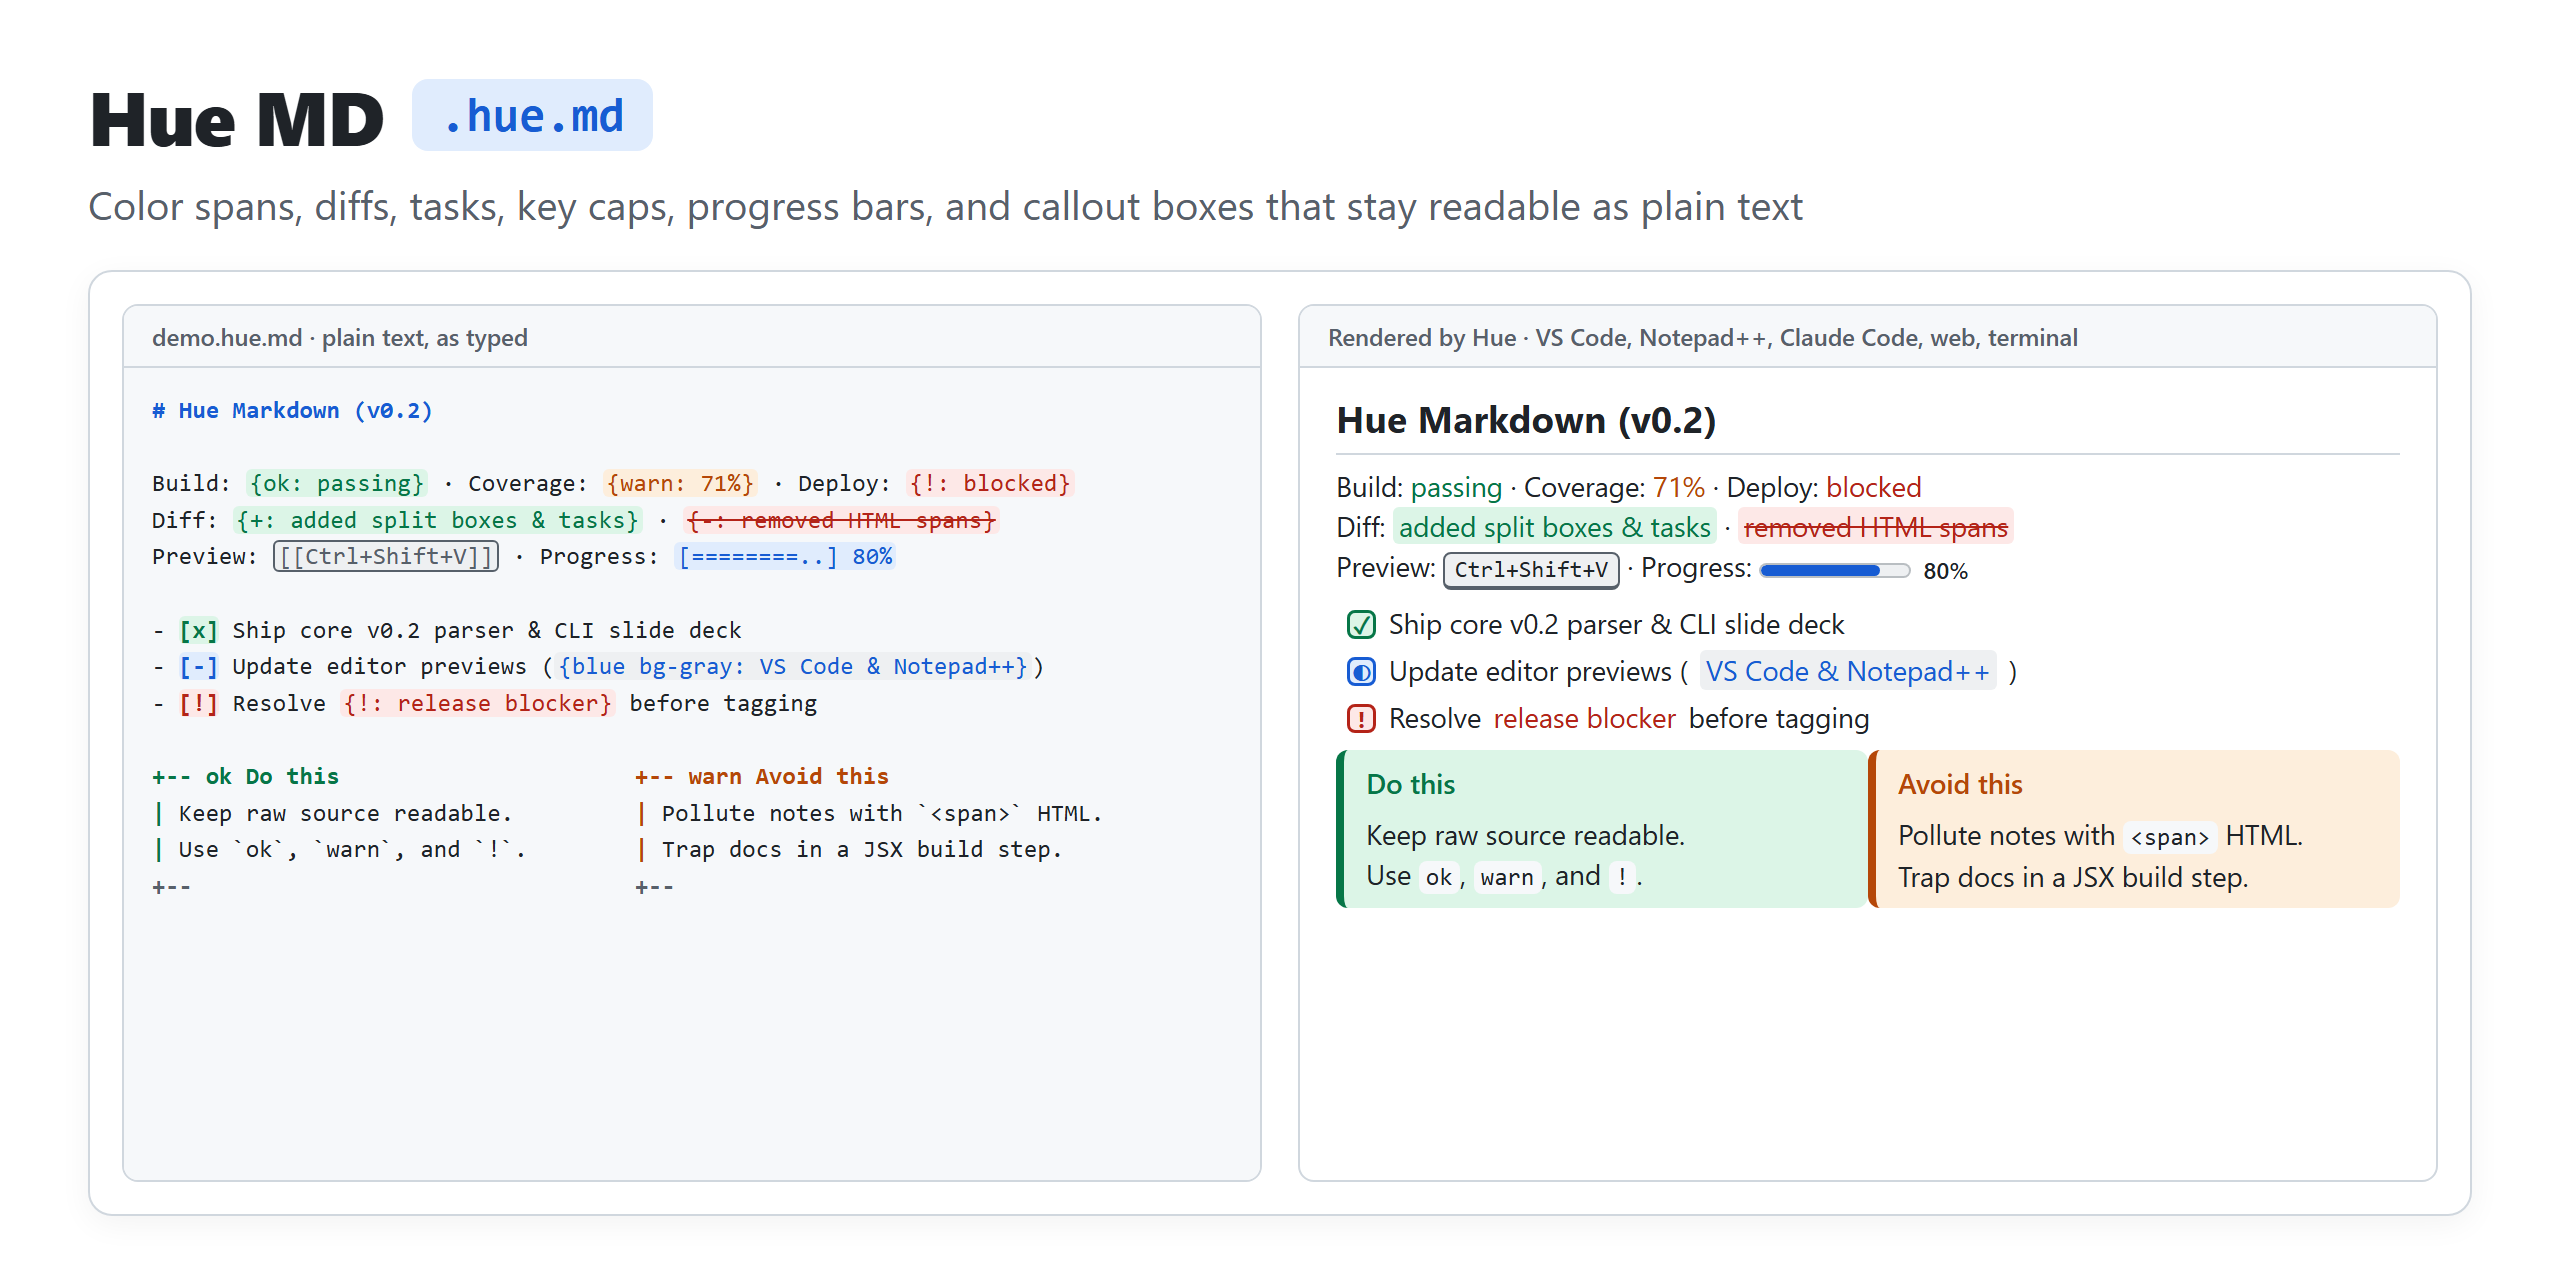 Hue MD .hue.md
Color spans, diffs, tasks, key caps, progress bars, and callout boxes that stay readable as plain text
demo.hue.md · plain text, as typed
# Hue Markdown (v0.2)
Build: {ok: passing} · Coverage: {warn: 71%} · Deploy: {!: blocked}
Diff: {+: added split boxes & tasks} · {-: removed HTML spans}
Preview: [[Ctrl+Shift+V]] · Progress: [========..] 80%
- [x] Ship core v0.2 parser & CLI slide deck
- [-] Update editor previews ({blue bg-gray: VS Code & Notepad++})
- [!] Resolve {!: release blocker} before tagging
+-- ok Do this
| Keep raw source readable.
| Use `ok`, `warn`, and `!`.
+--
+-- warn Avoid this
| Pollute notes with `<span>` HTML.
| Trap docs in a JSX build step.
+--
Rendered by Hue · VS Code, Notepad++, Claude Code, web, terminal
Hue Markdown (v0.2)
Build: passing · Coverage: 71% · Deploy: blocked
Diff: added split boxes & tasks · removed HTML spans
Preview: Ctrl+Shift+V · Progress: 80%
Ship core v0.2 parser & CLI slide deck
Update editor previews ( VS Code & Notepad++ )
! Resolve release blocker before tagging
Do this
Keep raw source readable.
Use ok, warn, and !.
Avoid this
Pollute notes with <span> HTML.
Trap docs in a JSX build step.